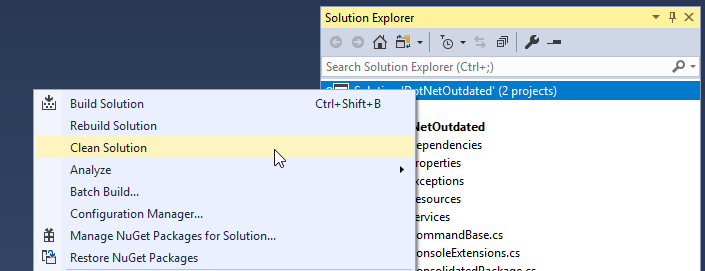 Solution Explorer
Search Solution Explorer (Ctrl+;)
Solution 'DotNetOutdated' (2 projects)
Build Solution Ctrl+Shift+B
Rebuild Solution
NetOutdated
Clean Solution
ependencies
roperties
Analyze
xceptions
Batch Build...
esources
Configuration Manager...
ervices
Manage NuGet Packages for Solution...
ommandBase.cs
onsoleExtensions.cs
Restore NuGet Packages
onsolidatedPackage.cs